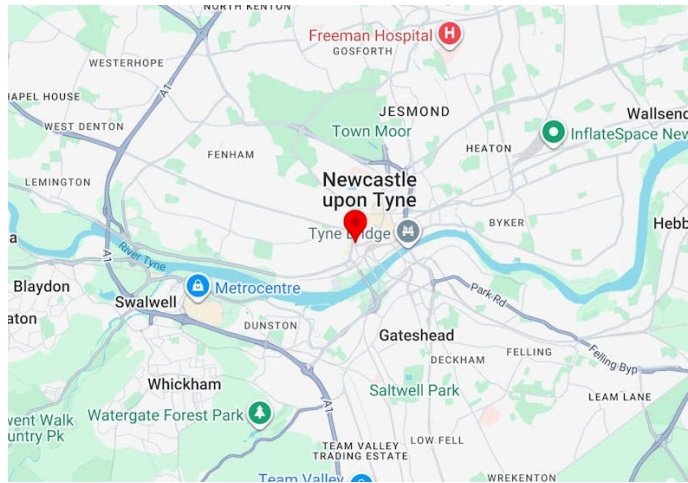 NORTH KENTON
Freeman Hospital
GOSFORTH
WESTERHOPE
A1
HAPEL HOUSE
JESMOND
Wallsend
WEST DENTON
Town Moor
InflateSpace New
HEATON
FENHAM
LEMINGTON
Newcastle
upon Tyne
BYKER
Hebb
Tyne Bridge
River Tyne
A1
Blaydon
Metrocentre
Swalwell
Park Rd
DUNSTON
Gateshead
FELLING
DECKHAM
Felling Byp
Whickham
Saltwell Park
LEAM LANE
Watergate Forest Park
A1
went Walk
untry Pk
LOW FELL
TEAM VALLEY
TRADING ESTATE
WREKENTON
Team Valley